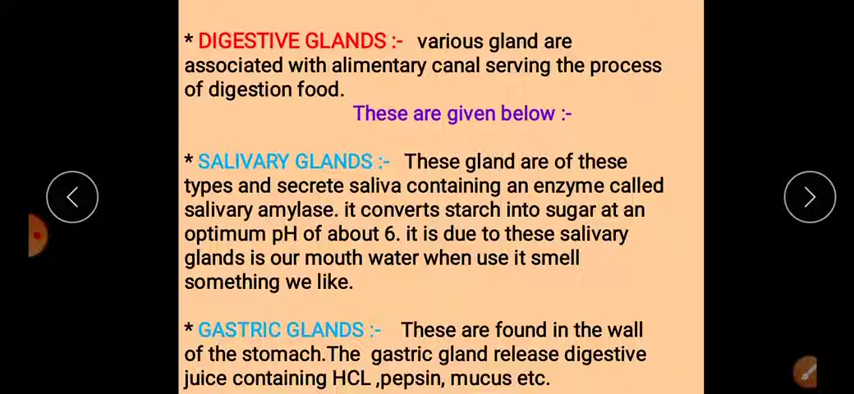 * DIGESTIVE GLANDS :- various gland are
associated with alimentary canal serving the process
of digestion food.
These are given below :-
* SALIVARY GLANDS :- These gland are of these
types and secrete saliva containing an enzyme called
salivary amylase. it converts starch into sugar at an
optimum pH of about 6. it is due to these salivary
glands is our mouth water when use it smell
something we like.
* GASTRIC GLANDS :- These are found in the wall
of the stomach.The gastric gland release digestive
juice containing HCL ,pepsin, mucus etc.